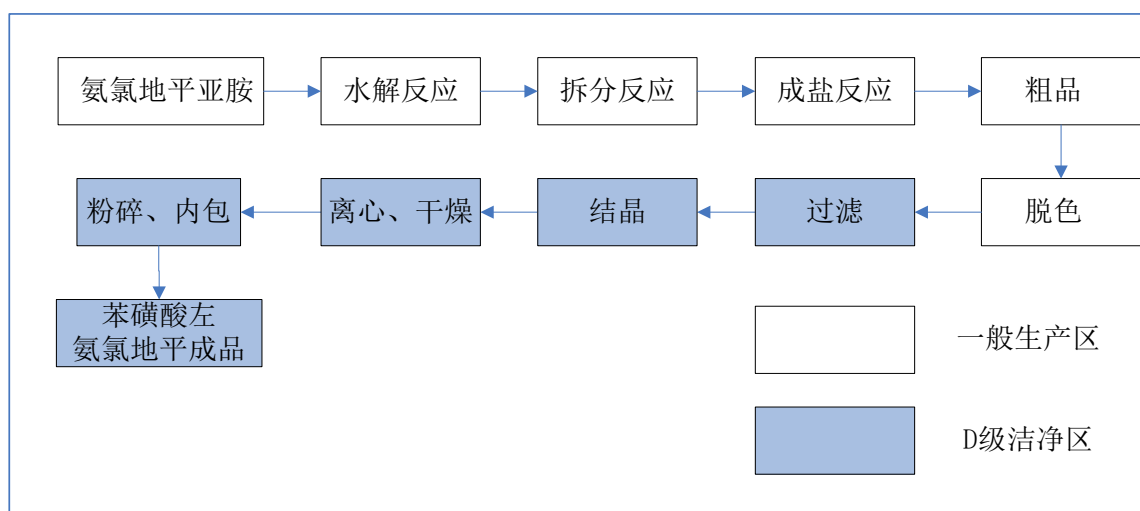 氨氯地平亚胺
水解反应
拆分反应
成盐反应
粗品
粉碎、内包
离心、干燥
结晶
过滤
脱色
苯磺酸左
氨氯地平成品
一般生产区
D级洁净区